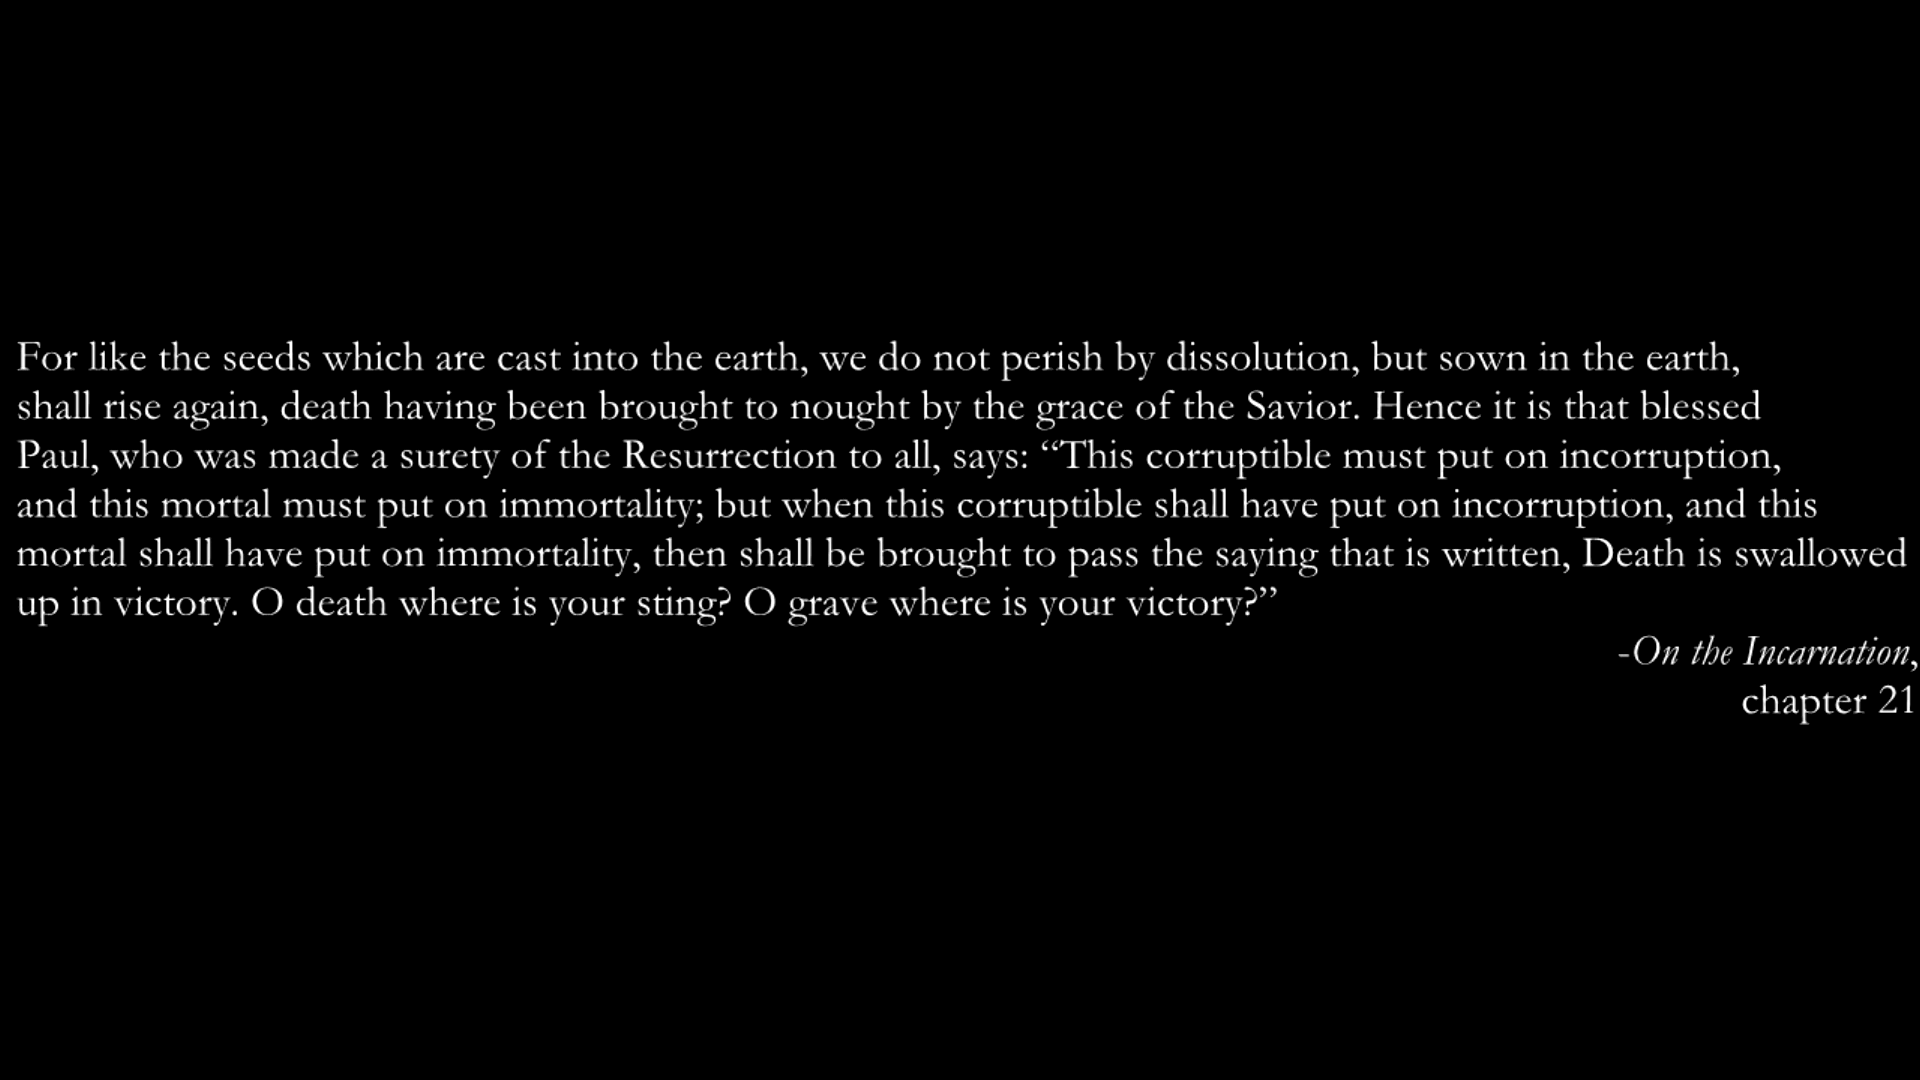 For like the seeds which are cast into the earth, we do not perish by dissolution, but sown in the earth,
shall rise again, death having been brought to nought by the grace of the Savior. Hence it is that blessed
Paul, who was made a surety of the Resurrection to all, says: “This corruptible must put on incorruption,
and this mortal must put on immortality; but when this corruptible shall have put on incorruption, and this
mortal shall have put on immortality, then shall be brought to pass the saying that is written, Death is swallowed
up in victory. O death where is your sting? O grave where is your victory?”
-On the Incarnation,
chapter 21